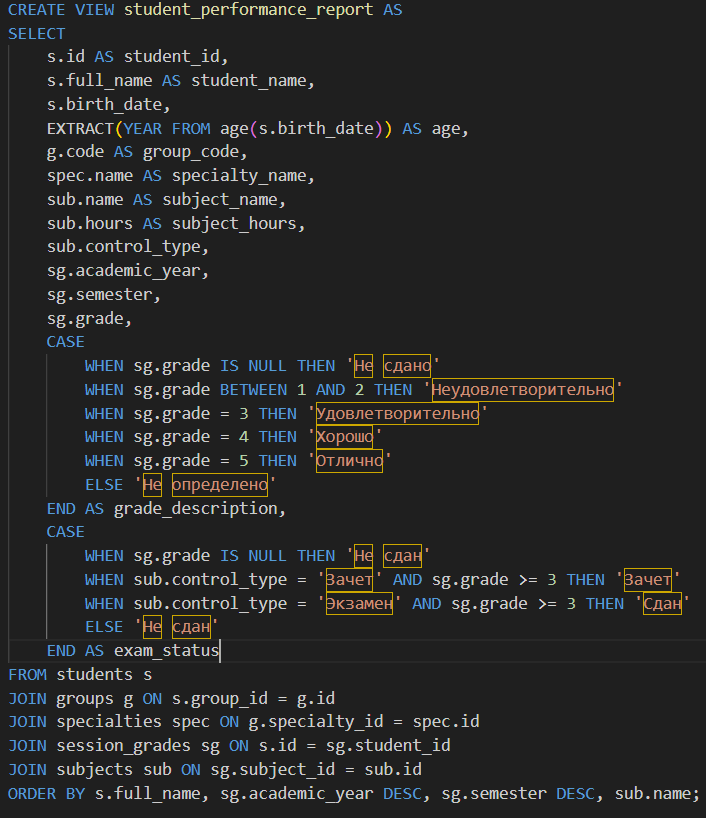 CREATE VIEW student_performance_report AS
SELECT
    s.id AS student_id,
    s.full_name AS student_name,
    s.birth_date,
    EXTRACT(YEAR FROM age(s.birth_date)) AS age,
    g.code AS group_code,
    spec.name AS specialty_name,
    sub.name AS subject_name,
    sub.hours AS subject_hours,
    sub.control_type,
    sg.academic_year,
    sg.semester,
    sg.grade,
    CASE
        WHEN sg.grade IS NULL THEN 'Не сдано'
        WHEN sg.grade BETWEEN 1 AND 2 THEN 'Неудовлетворительно'
        WHEN sg.grade = 3 THEN 'Удовлетворительно'
        WHEN sg.grade = 4 THEN 'Хорошо'
        WHEN sg.grade = 5 THEN 'Отлично'
        ELSE 'Не определено'
    END AS grade_description,
    CASE
        WHEN sg.grade IS NULL THEN 'Не сдан'
        WHEN sub.control_type = 'Зачет' AND sg.grade >= 3 THEN 'Зачет'
        WHEN sub.control_type = 'Экзамен' AND sg.grade >= 3 THEN 'Сдан'
        ELSE 'Не сдан'
    END AS exam_status
FROM students s
JOIN groups g ON s.group_id = g.id
JOIN specialties spec ON g.specialty_id = spec.id
JOIN session_grades sg ON s.id = sg.student_id
JOIN subjects sub ON sg.subject_id = sub.id
ORDER BY s.full_name, sg.academic_year DESC, sg.semester DESC, sub.name;